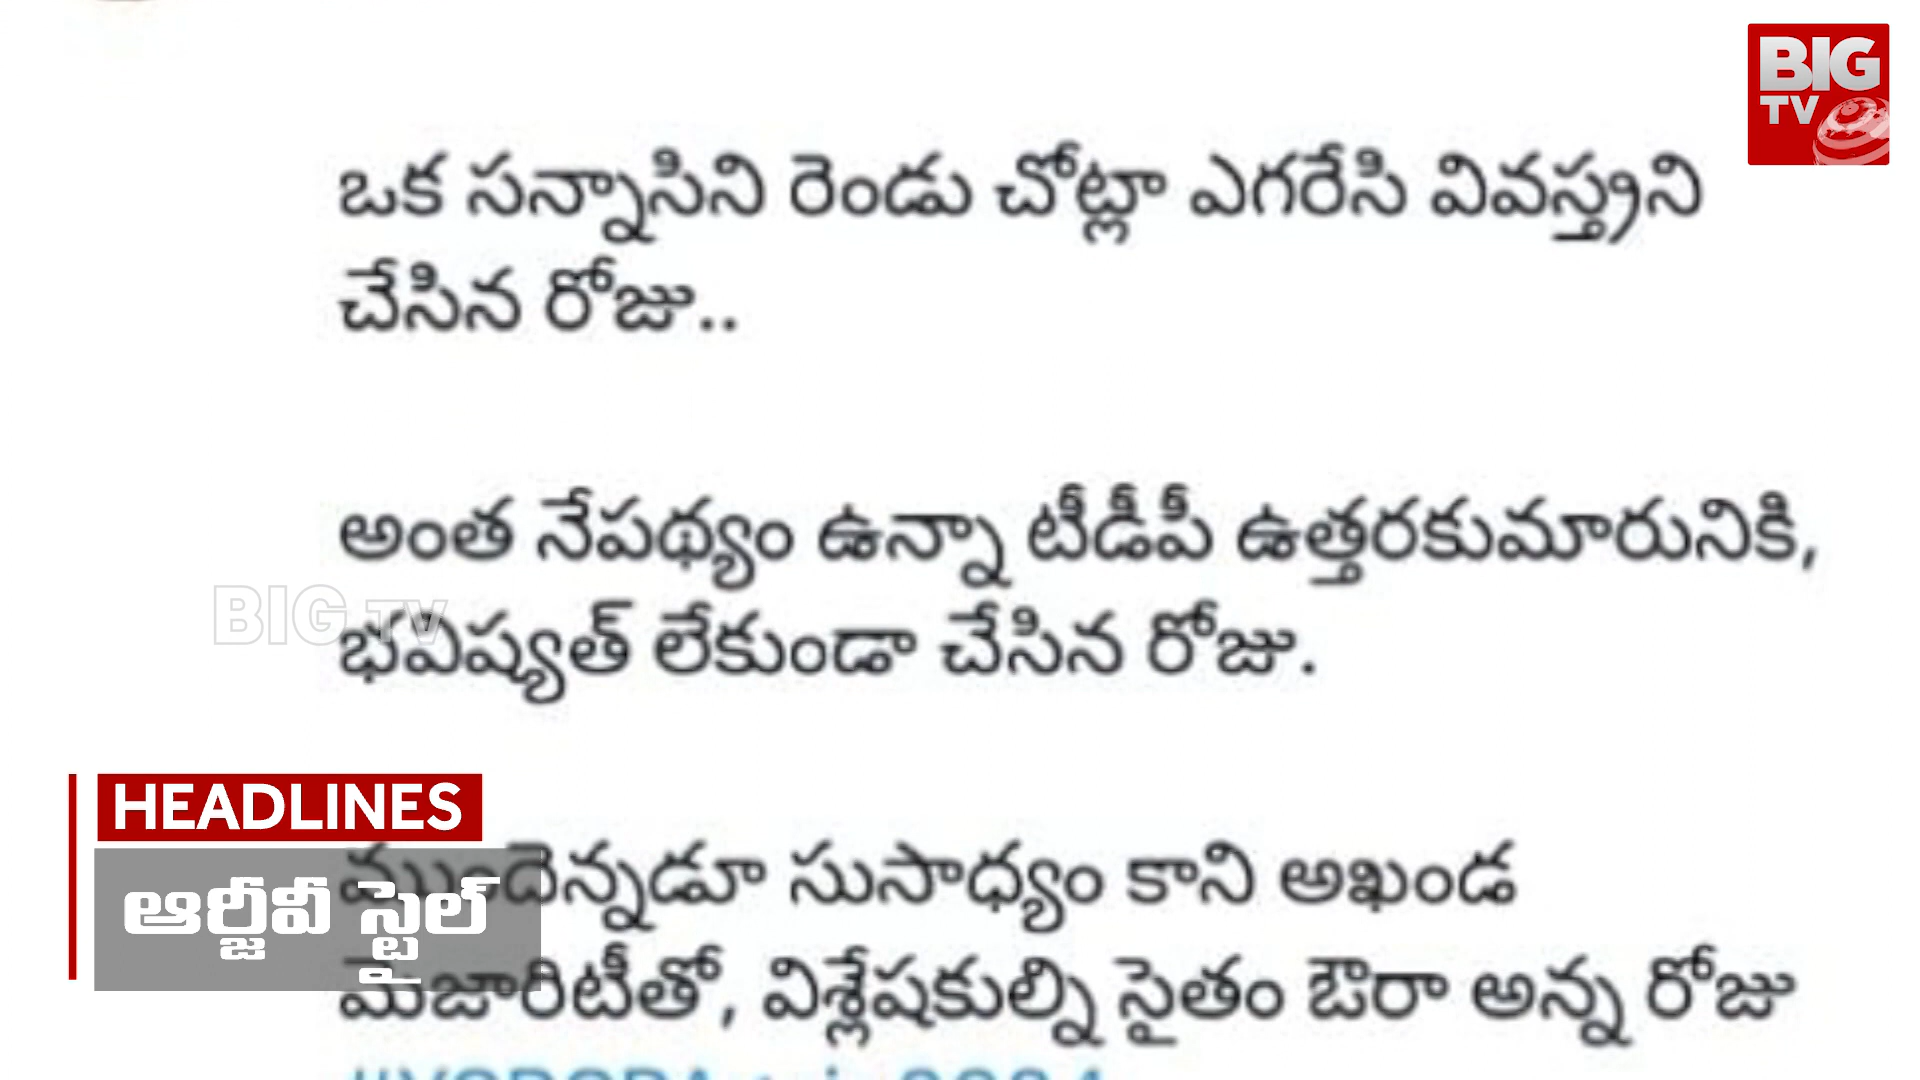 BIG
TV
ఒక సన్నాసిని రెండు చోట్లా ఎగరేసి వివస్త్రని
చేసిన రోజు..
అంత నేపథ్యం ఉన్నా టీడీపీ ఉత్తరకుమారునికి,
భవిష్యత్ లేకుండా చేసిన రోజు.
BIG TV
HEADLINES
ఆర్జీవీ స్టైల్
ముందెన్నడూ సుసాధ్యం కాని అఖండ
మెజారిటీతో, విశ్లేషకుల్ని సైతం ఔరా అన్న రోజు